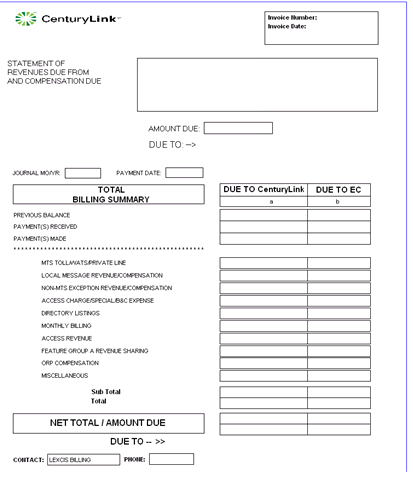 CenturyLink™
Invoice Number:
Invoice Date:
STATEMENT OF
REVENUES DUE FROM
AND COMPENSATION DUE
AMOUNT DUE:
DUE TO: -->
JOURNAL MO/YR:
PAYMENT DATE:
TOTAL
BILLING SUMMARY
DUE TO CenturyLink
DUE TO EC
a
b
PREVIOUS BALANCE
PAYMENT(S) RECEIVED
PAYMENT(S) MADE
MTS TOLL/WATS/PRIVATE LINE
LOCAL MESSAGE REVENUE/COMPENSATION
NON-MTS EXCEPTION REVENUE/COMPENSATION
ACCESS CHARGE/SPECIAL/B&C EXPENSE
DIRECTORY LISTINGS
MONTHLY BILLING
ACCESS REVENUE
FEATURE GROUP A REVENUE SHARING
ORP COMPENSATION
MISCELLANEOUS
Sub Total
Total
NET TOTAL / AMOUNT DUE
DUE TO -- >>
CONTACT: LEXCIS BILLING PHONE: